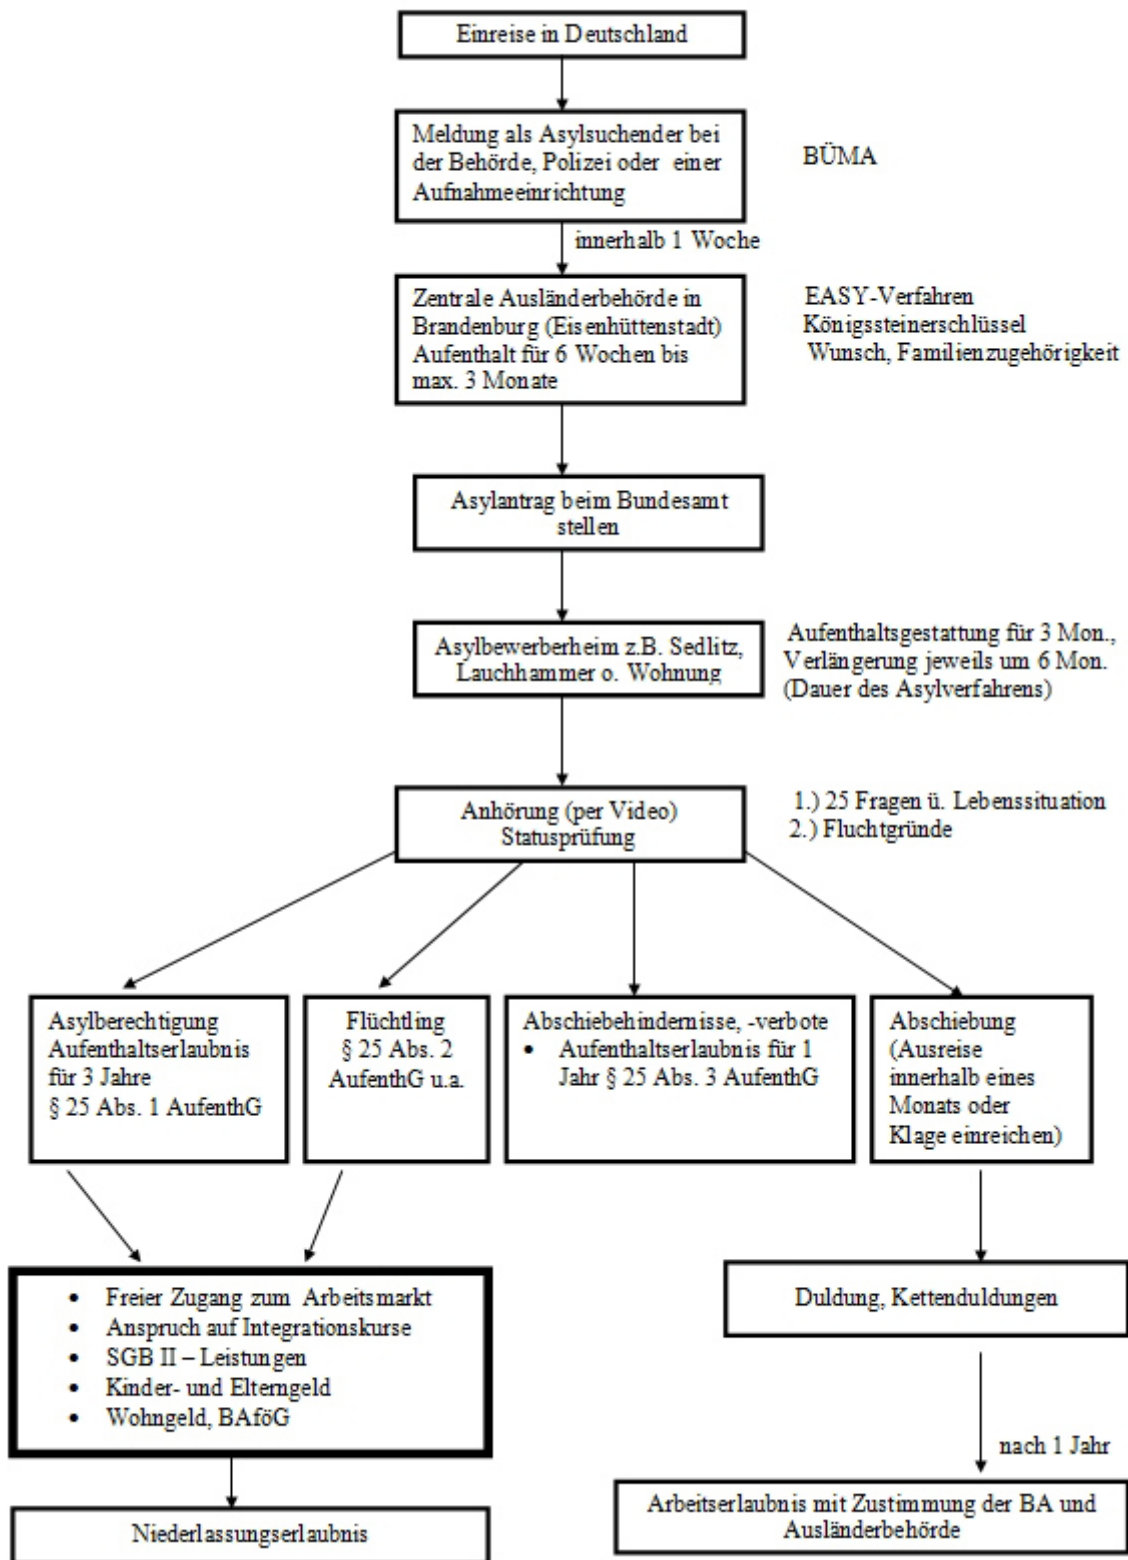 Einreise in Deutschland
Meldung als Asylsuchender bei
der Behörde, Polizei oder einer
Aufnahmeeinrichtung
BÜMA
innerhalb 1 Woche
Zentrale Ausländerbehörde in
Brandenburg (Eisenhüttenstadt)
Aufenthalt für 6 Wochen bis
max. 3 Monate
EASY-Verfahren
Königssteinerschlüssel
Wunsch, Familienzugehörigkeit
Asylantrag beim Bundesamt
stellen
Asylbewerberheim z.B. Sedlitz,
Lauchhammer o. Wohnung
Aufenthaltsgestattung für 3 Mon.,
Verlängerung jeweils um 6 Mon.
(Dauer des Asylverfahrens)
Anhörung (per Video)
Statusprüfung
1.) 25 Fragen ü. Lebenssituation
2.) Fluchtgründe
Asylberechtigung
Aufenthaltserlaubnis
für 3 Jahre
§ 25 Abs. 1 AufenthG
Flüchtling
§ 25 Abs. 2
AufenthG u.a.
Abschiebehindernisse, -verbote
• Aufenthaltserlaubnis für 1
Jahr § 25 Abs. 3 AufenthG
Abschiebung
(Ausreise
innerhalb eines
Monats oder
Klage einreichen)
• Freier Zugang zum Arbeitsmarkt
• Anspruch auf Integrationskurse
• SGB II – Leistungen
• Kinder- und Elterngeld
• Wohngeld, BAföG
Duldung, Kettenduldungen
nach 1 Jahr
Niederlassungserlaubnis
Arbeitserlaubnis mit Zustimmung der BA und
Ausländerbehörde